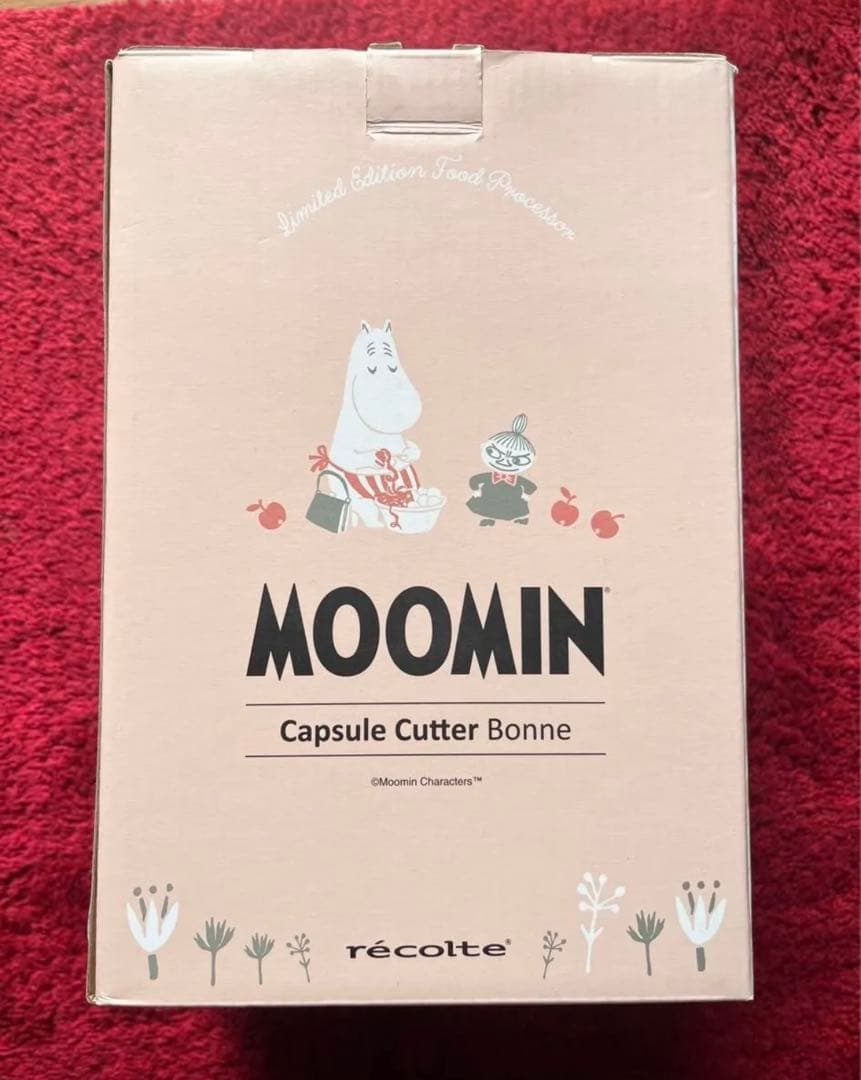 Limited Edition Food Processor
MOOMIN®
Capsule Cutter Bonne
©Moomin Characters™
récolte®